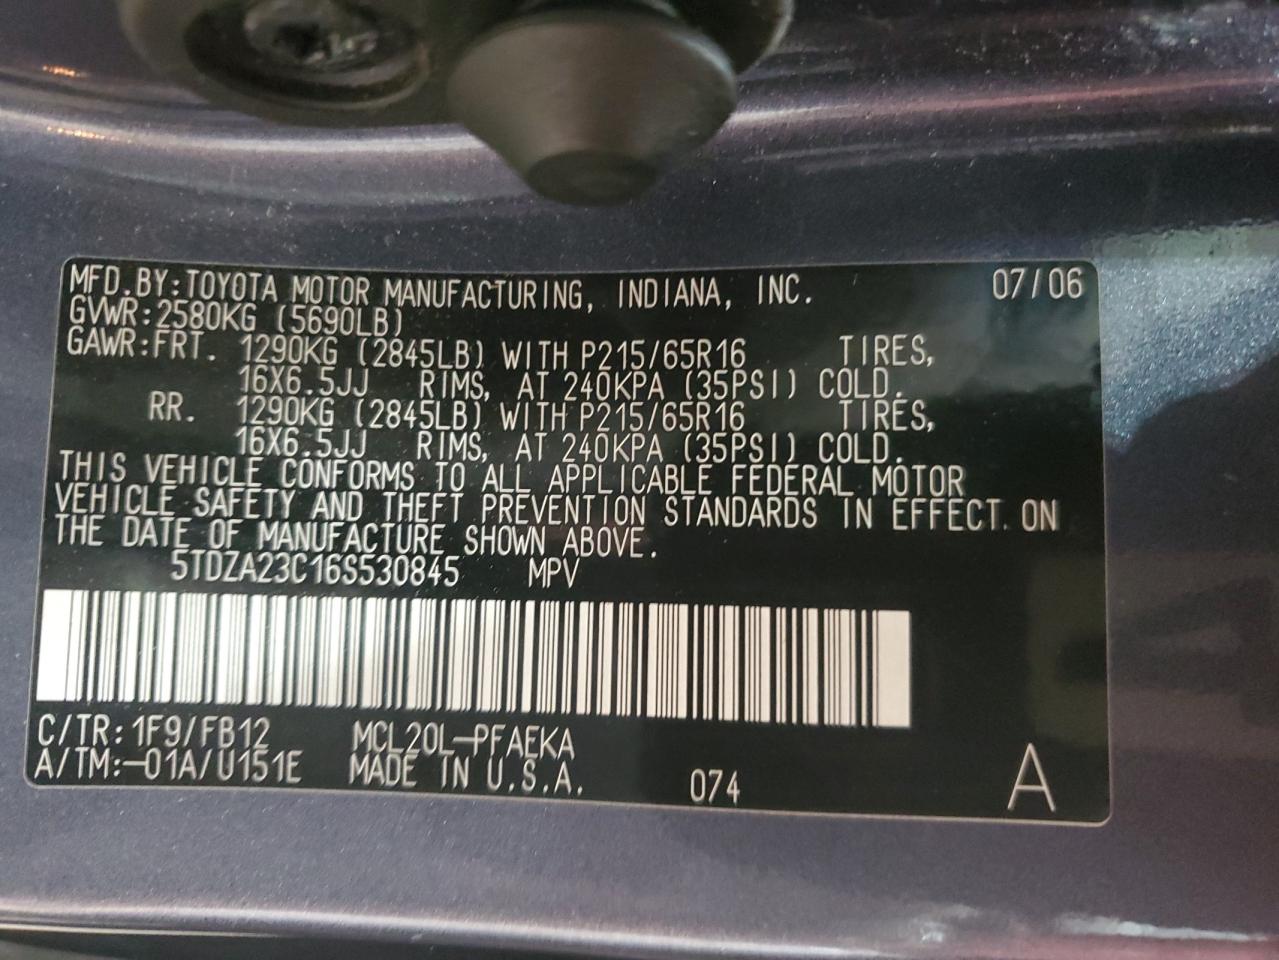 MFD.BY:TOYOTA MOTOR MANUFACTURING, INDIANA, INC. 07/06
GVWR:2580KG (5690LB)
GAWR:FRT. 1290KG (2845LB) WITH P215/65R16 TIRES,
16X6.5JJ RIMS, AT 240KPA (35PSI) COLD.
RR. 1290KG (2845LB) WITH P215/65R16 TIRES,
16X6.5JJ RIMS, AT 240KPA (35PSI) COLD.
THIS VEHICLE CONFORMS TO ALL APPLICABLE FEDERAL MOTOR
VEHICLE SAFETY AND THEFT PREVENTION STANDARDS IN EFFECT ON
THE DATE OF MANUFACTURE SHOWN ABOVE.
5TDZA23C16S530845 MPV
C/TR:1F9/FB12 MCL20L-PFAEKA
A/TM:-01A/U151E MADE IN U.S.A. 074 A